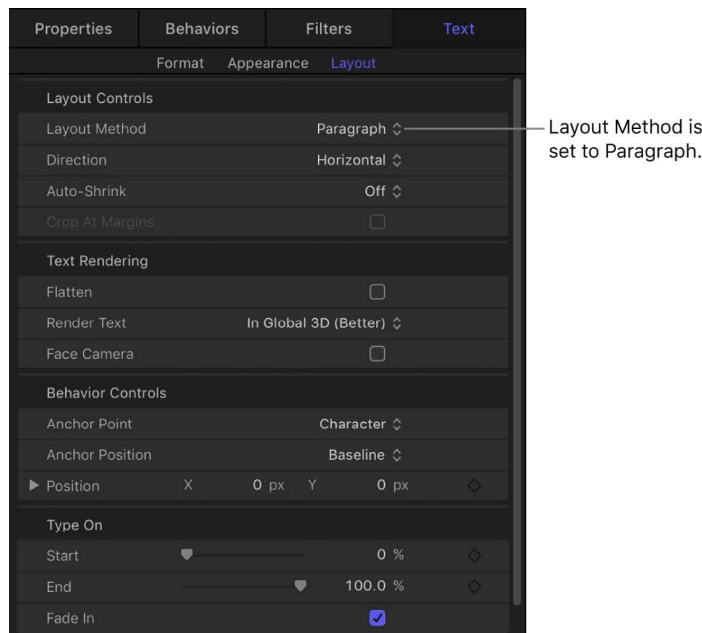 Properties Behaviors Filters Text
Format Appearance Layout
Layout Controls
Layout Method Paragraph
Layout Method is
set to Paragraph.
Direction Horizontal
Auto-Shrink Off
Crop At Margins
Text Rendering
Flatten
Render Text In Global 3D (Better)
Face Camera
Behavior Controls
Anchor Point Character
Anchor Position Baseline
Position X 0 px Y 0 px
Type On
Start 0 %
End 100.0 %
Fade In